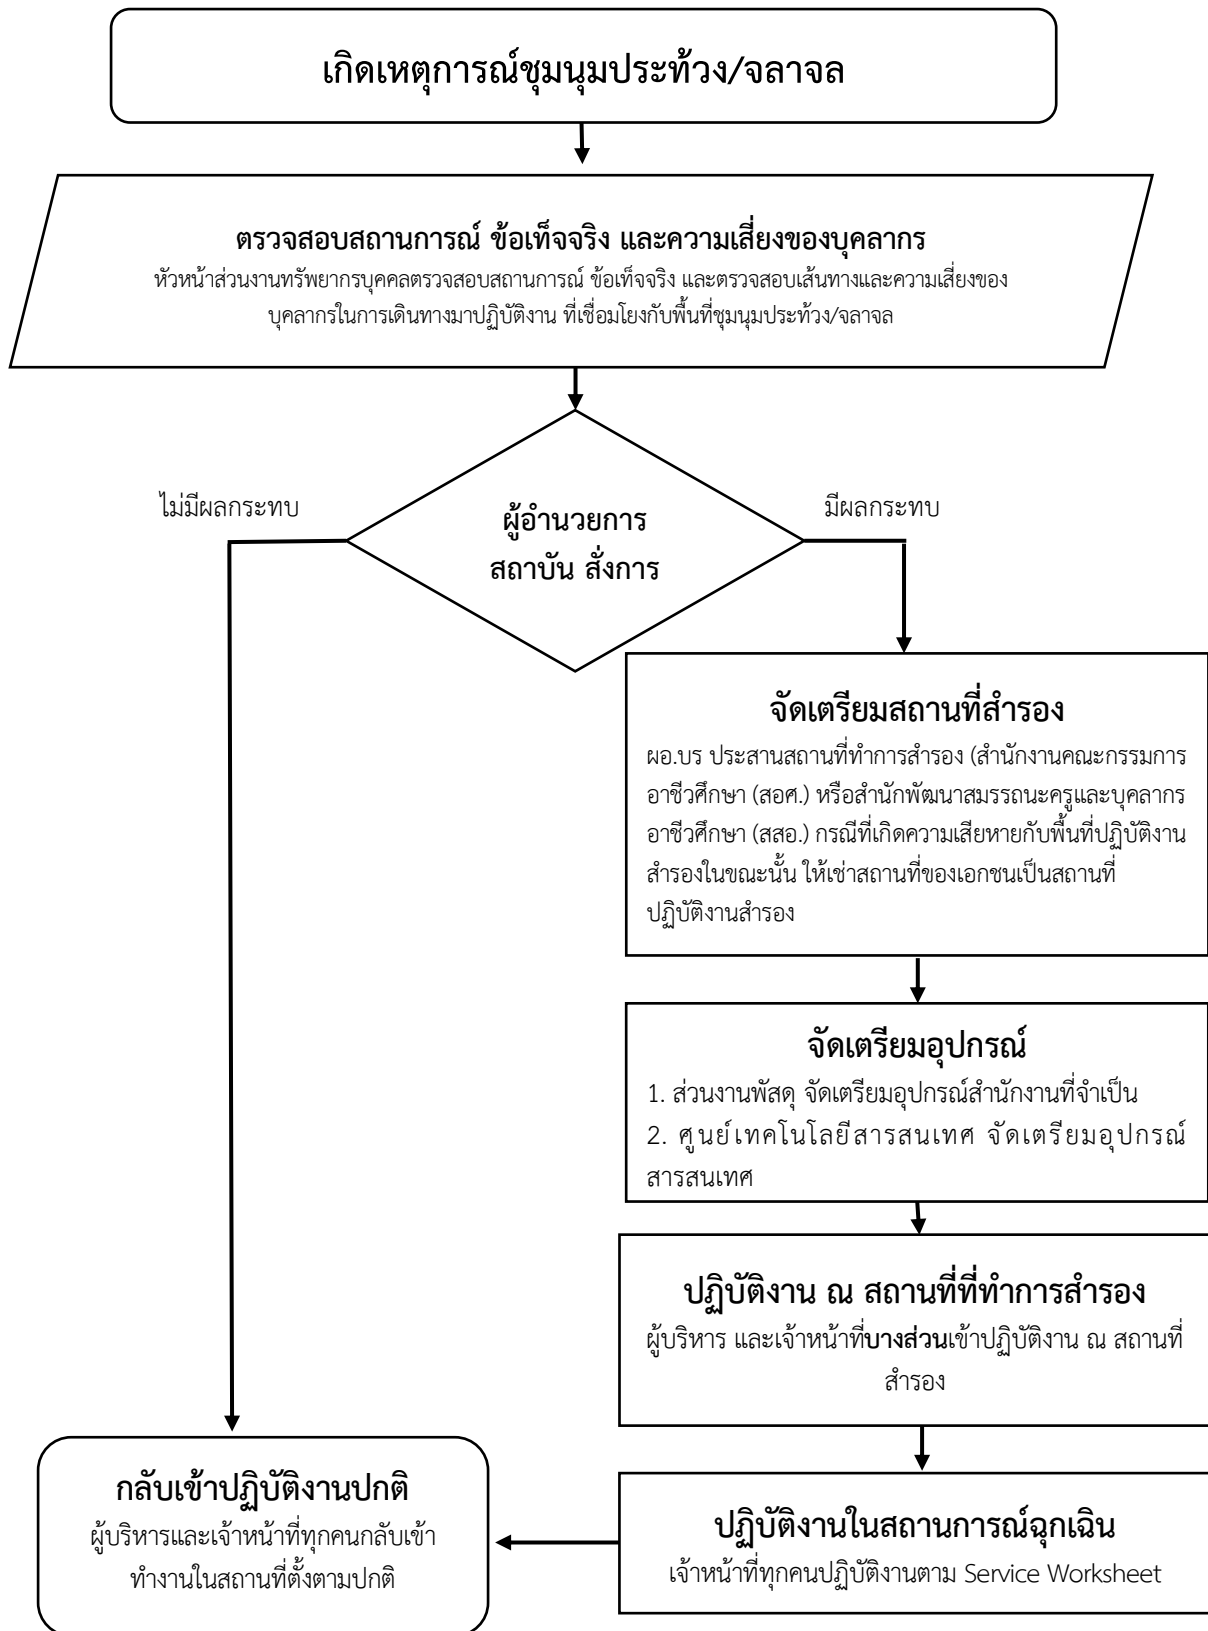 เกิดเหตุการณ์ชุมนุมประท้วง/จลาจล
ตรวจสอบสถานการณ์ ข้อเท็จจริง และความเสี่ยงของบุคลากร
หัวหน้าส่วนงานทรัพยากรบุคคลตรวจสอบสถานการณ์ ข้อเท็จจริง และตรวจสอบเส้นทางและความเสี่ยงของ
บุคลากรในการเดินทางมาปฏิบัติงาน ที่เชื่อมโยงกับพื้นที่ชุมนุมประท้วง/จลาจล
ไม่มีผลกระทบ
ผู้อำนวยการ
สถาบัน สั่งการ
มีผลกระทบ
จัดเตรียมสถานที่สำรอง
ผอ.บร ประสานสถานที่ทำการสำรอง (สำนักงานคณะกรรมการ
อาชีวศึกษา (สอศ.) หรือสำนักพัฒนาสมรรถนะครูและบุคลากร
อาชีวศึกษา (สสอ.) กรณีที่เกิดความเสียหายกับพื้นที่ปฏิบัติงาน
สำรองในขณะนั้น ให้เช่าสถานที่ของเอกชนเป็นสถานที่
ปฏิบัติงานสำรอง
จัดเตรียมอุปกรณ์
1. ส่วนงานพัสดุ จัดเตรียมอุปกรณ์สำนักงานที่จำเป็น
2. ศูนย์เทคโนโลยีสารสนเทศ จัดเตรียมอุปกรณ์
สารสนเทศ
ปฏิบัติงาน ณ สถานที่ที่ทำการสำรอง
ผู้บริหาร และเจ้าหน้าที่บางส่วนเข้าปฏิบัติงาน ณ สถานที่
สำรอง
ปฏิบัติงานในสถานการณ์ฉุกเฉิน
เจ้าหน้าที่ทุกคนปฏิบัติงานตาม Service Worksheet
กลับเข้าปฏิบัติงานปกติ
ผู้บริหารและเจ้าหน้าที่ทุกคนกลับเข้า
ทำงานในสถานที่ตั้งตามปกติ